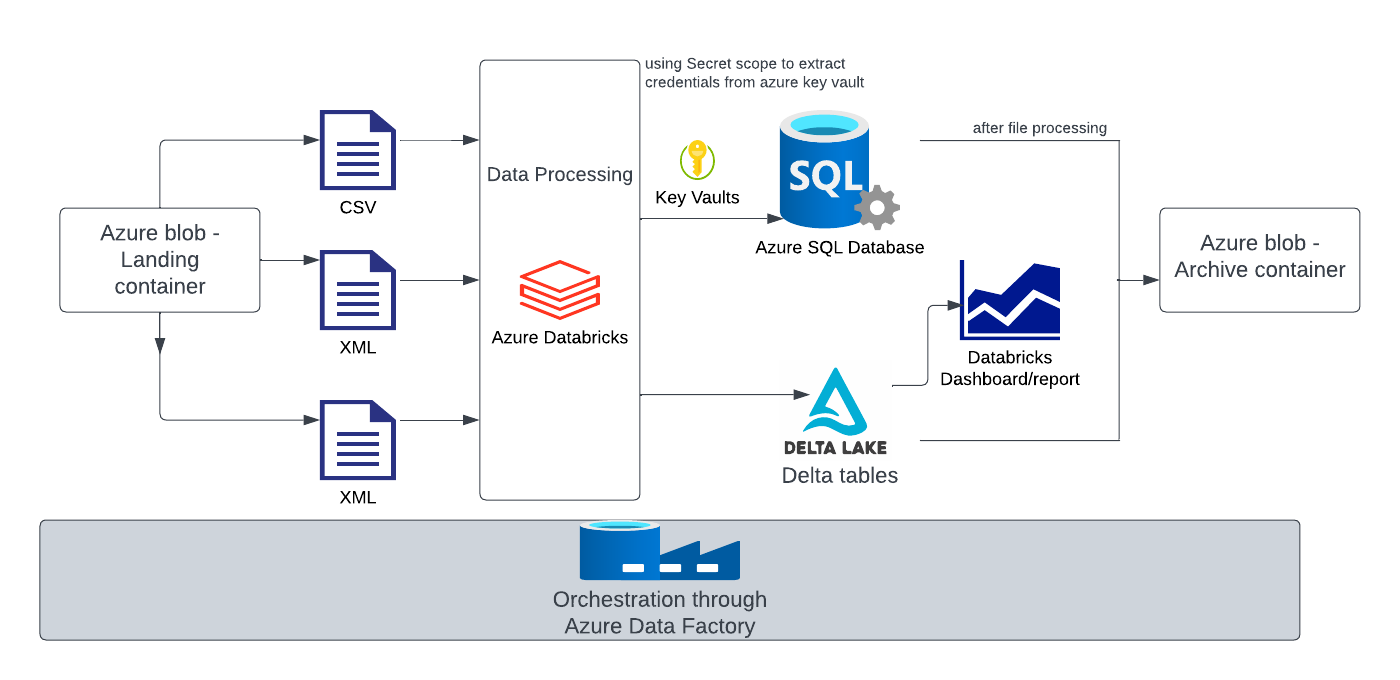 using Secret scope to extract
credentials from azure key vault
after file processing
CSV
Data Processing
Key Vaults
SQL
Azure SQL Database
Azure blob -
Landing
container
Azure blob -
Archive container
XML
Azure Databricks
Databricks
Dashboard/report
DELTA LAKE
Delta tables
XML
Orchestration through
Azure Data Factory